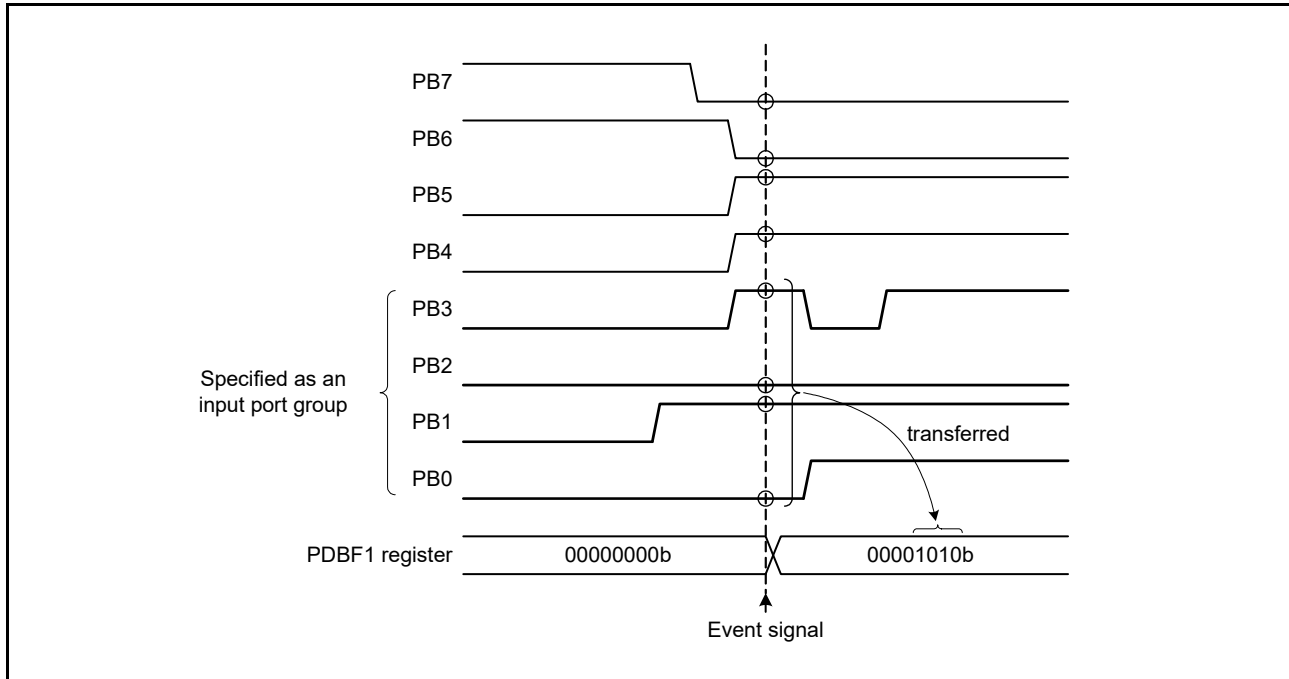 PB7
PB6
PB5
PB4
PB3
PB2
Specified as an
input port group
PB1
transferred
PB0
PDBF1 register
00000000b
00001010b
Event signal